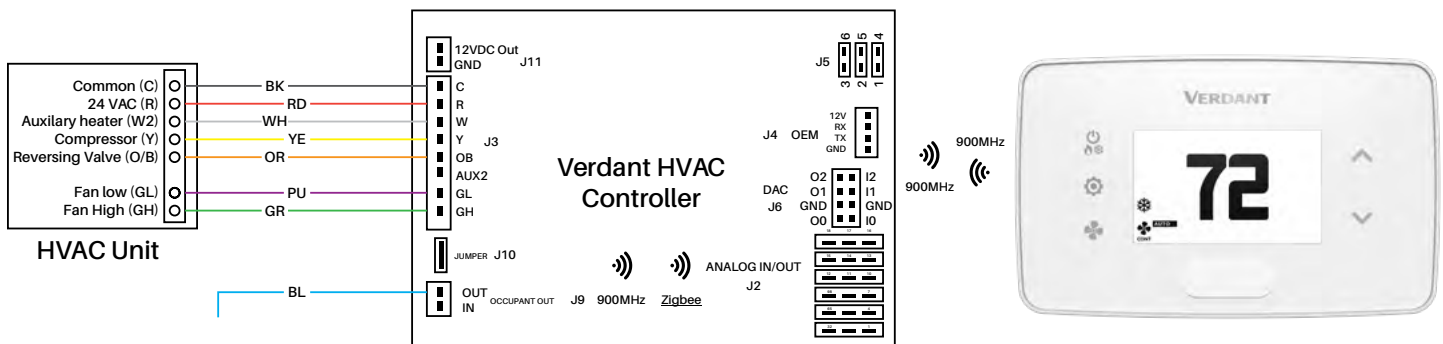 HVAC Unit
Common (C)
24 VAC (R)
Auxilary heater (W2)
Compressor (Y)
Reversing Valve (O/B)
Fan low (GL)
Fan High (GH)
BK
RD
WH
YE
OR
PU
GR
BL
12VDC Out
GND
J11
C
R
W
Y
J3
OB
AUX2
GL
GH
JUMPER J10
OUT
IN
OCCUPANT OUT
J9
900MHz
Zigbee
Verdant HVAC
Controller
6 5 4
J5
3 2 1
12V
RX
TX
GND
J4 OEM
DAC
J6
O2 I2
O1 I1
GND GND
O0 I0
ANALOG IN/OUT
J2
900MHz
900MHz
VERDANT
72
AUTO
CONT